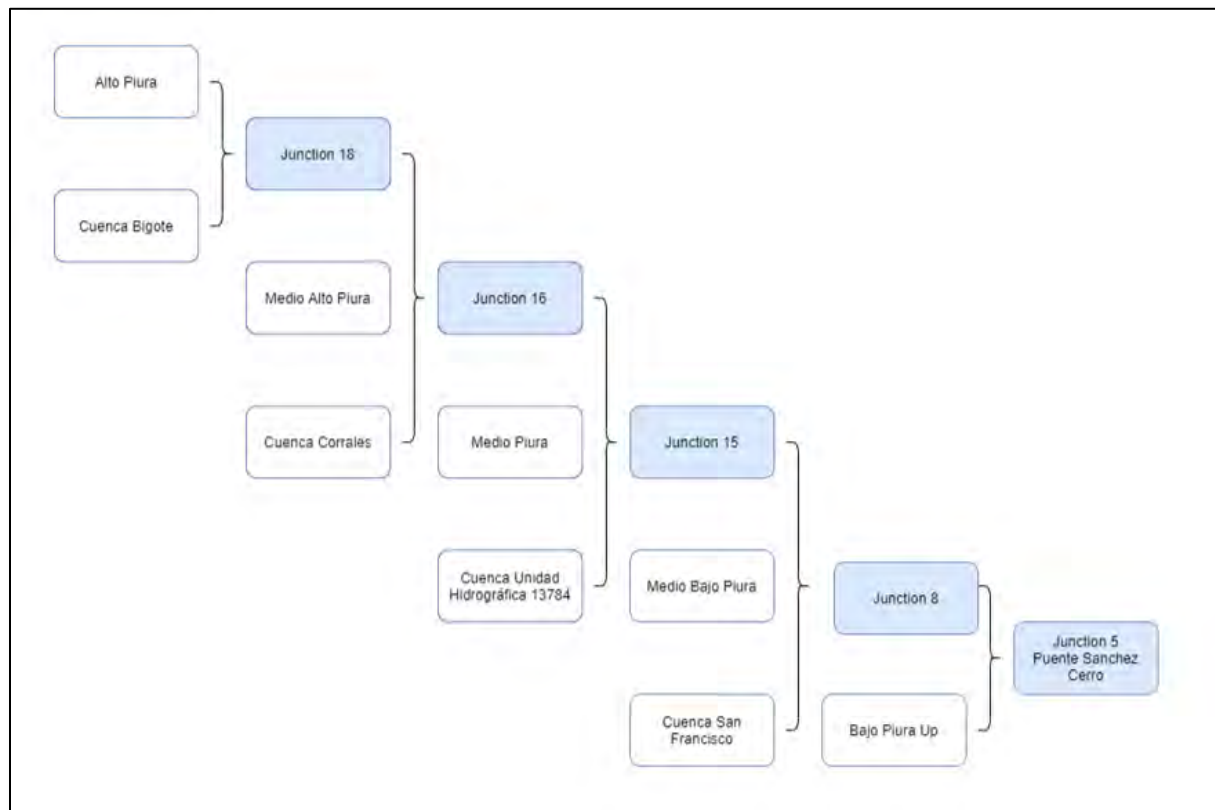 Alto Piura
Junction 18
Cuenca Bigote
Medio Alto Piura
Junction 16
Cuenca Corrales
Medio Piura
Junction 15
Cuenca Unidad
Hidrográfica 13784
Medio Bajo Piura
Junction 8
Junction 5
Puente Sanchez
Cerro
Cuenca San
Francisco
Bajo Piura Up